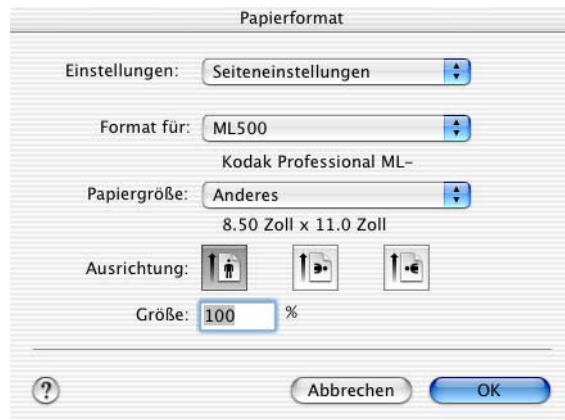 Papierformat
Einstellungen: Seiteneinstellungen
Format für: ML500
Kodak Professional ML-
Papiergröße: Anderes
8.50 Zoll x 11.0 Zoll
Ausrichtung:
Größe: 100 %
? Abbrechen OK